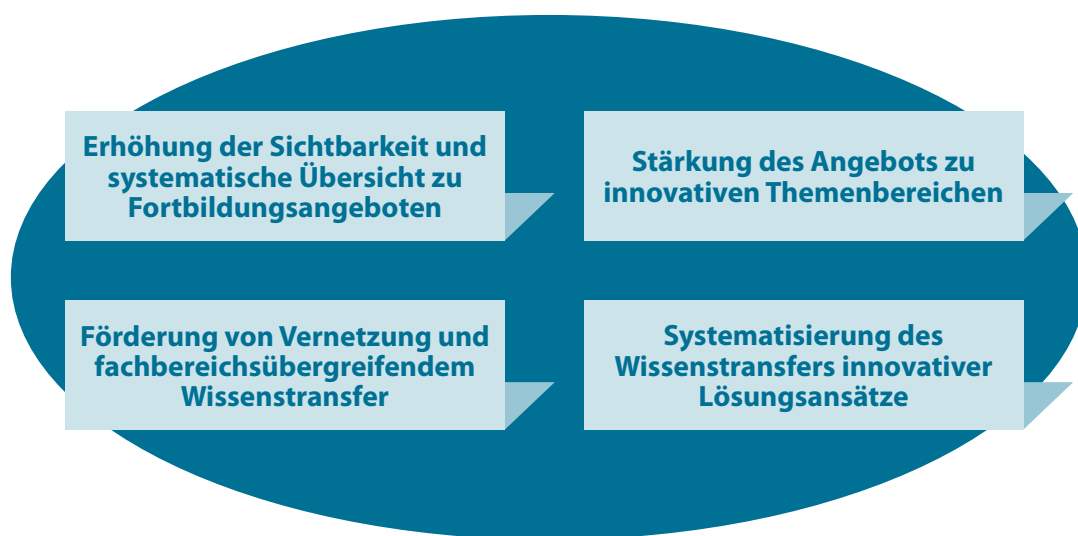 Erhöhung der Sichtbarkeit und
systematische Übersicht zu
Fortbildungsangeboten
Stärkung des Angebots zu
innovativen Themenbereichen
Förderung von Vernetzung und
fachbereichsübergreifendem
Wissenstransfer
Systematisierung des
Wissenstransfers innovativer
Lösungsansätze